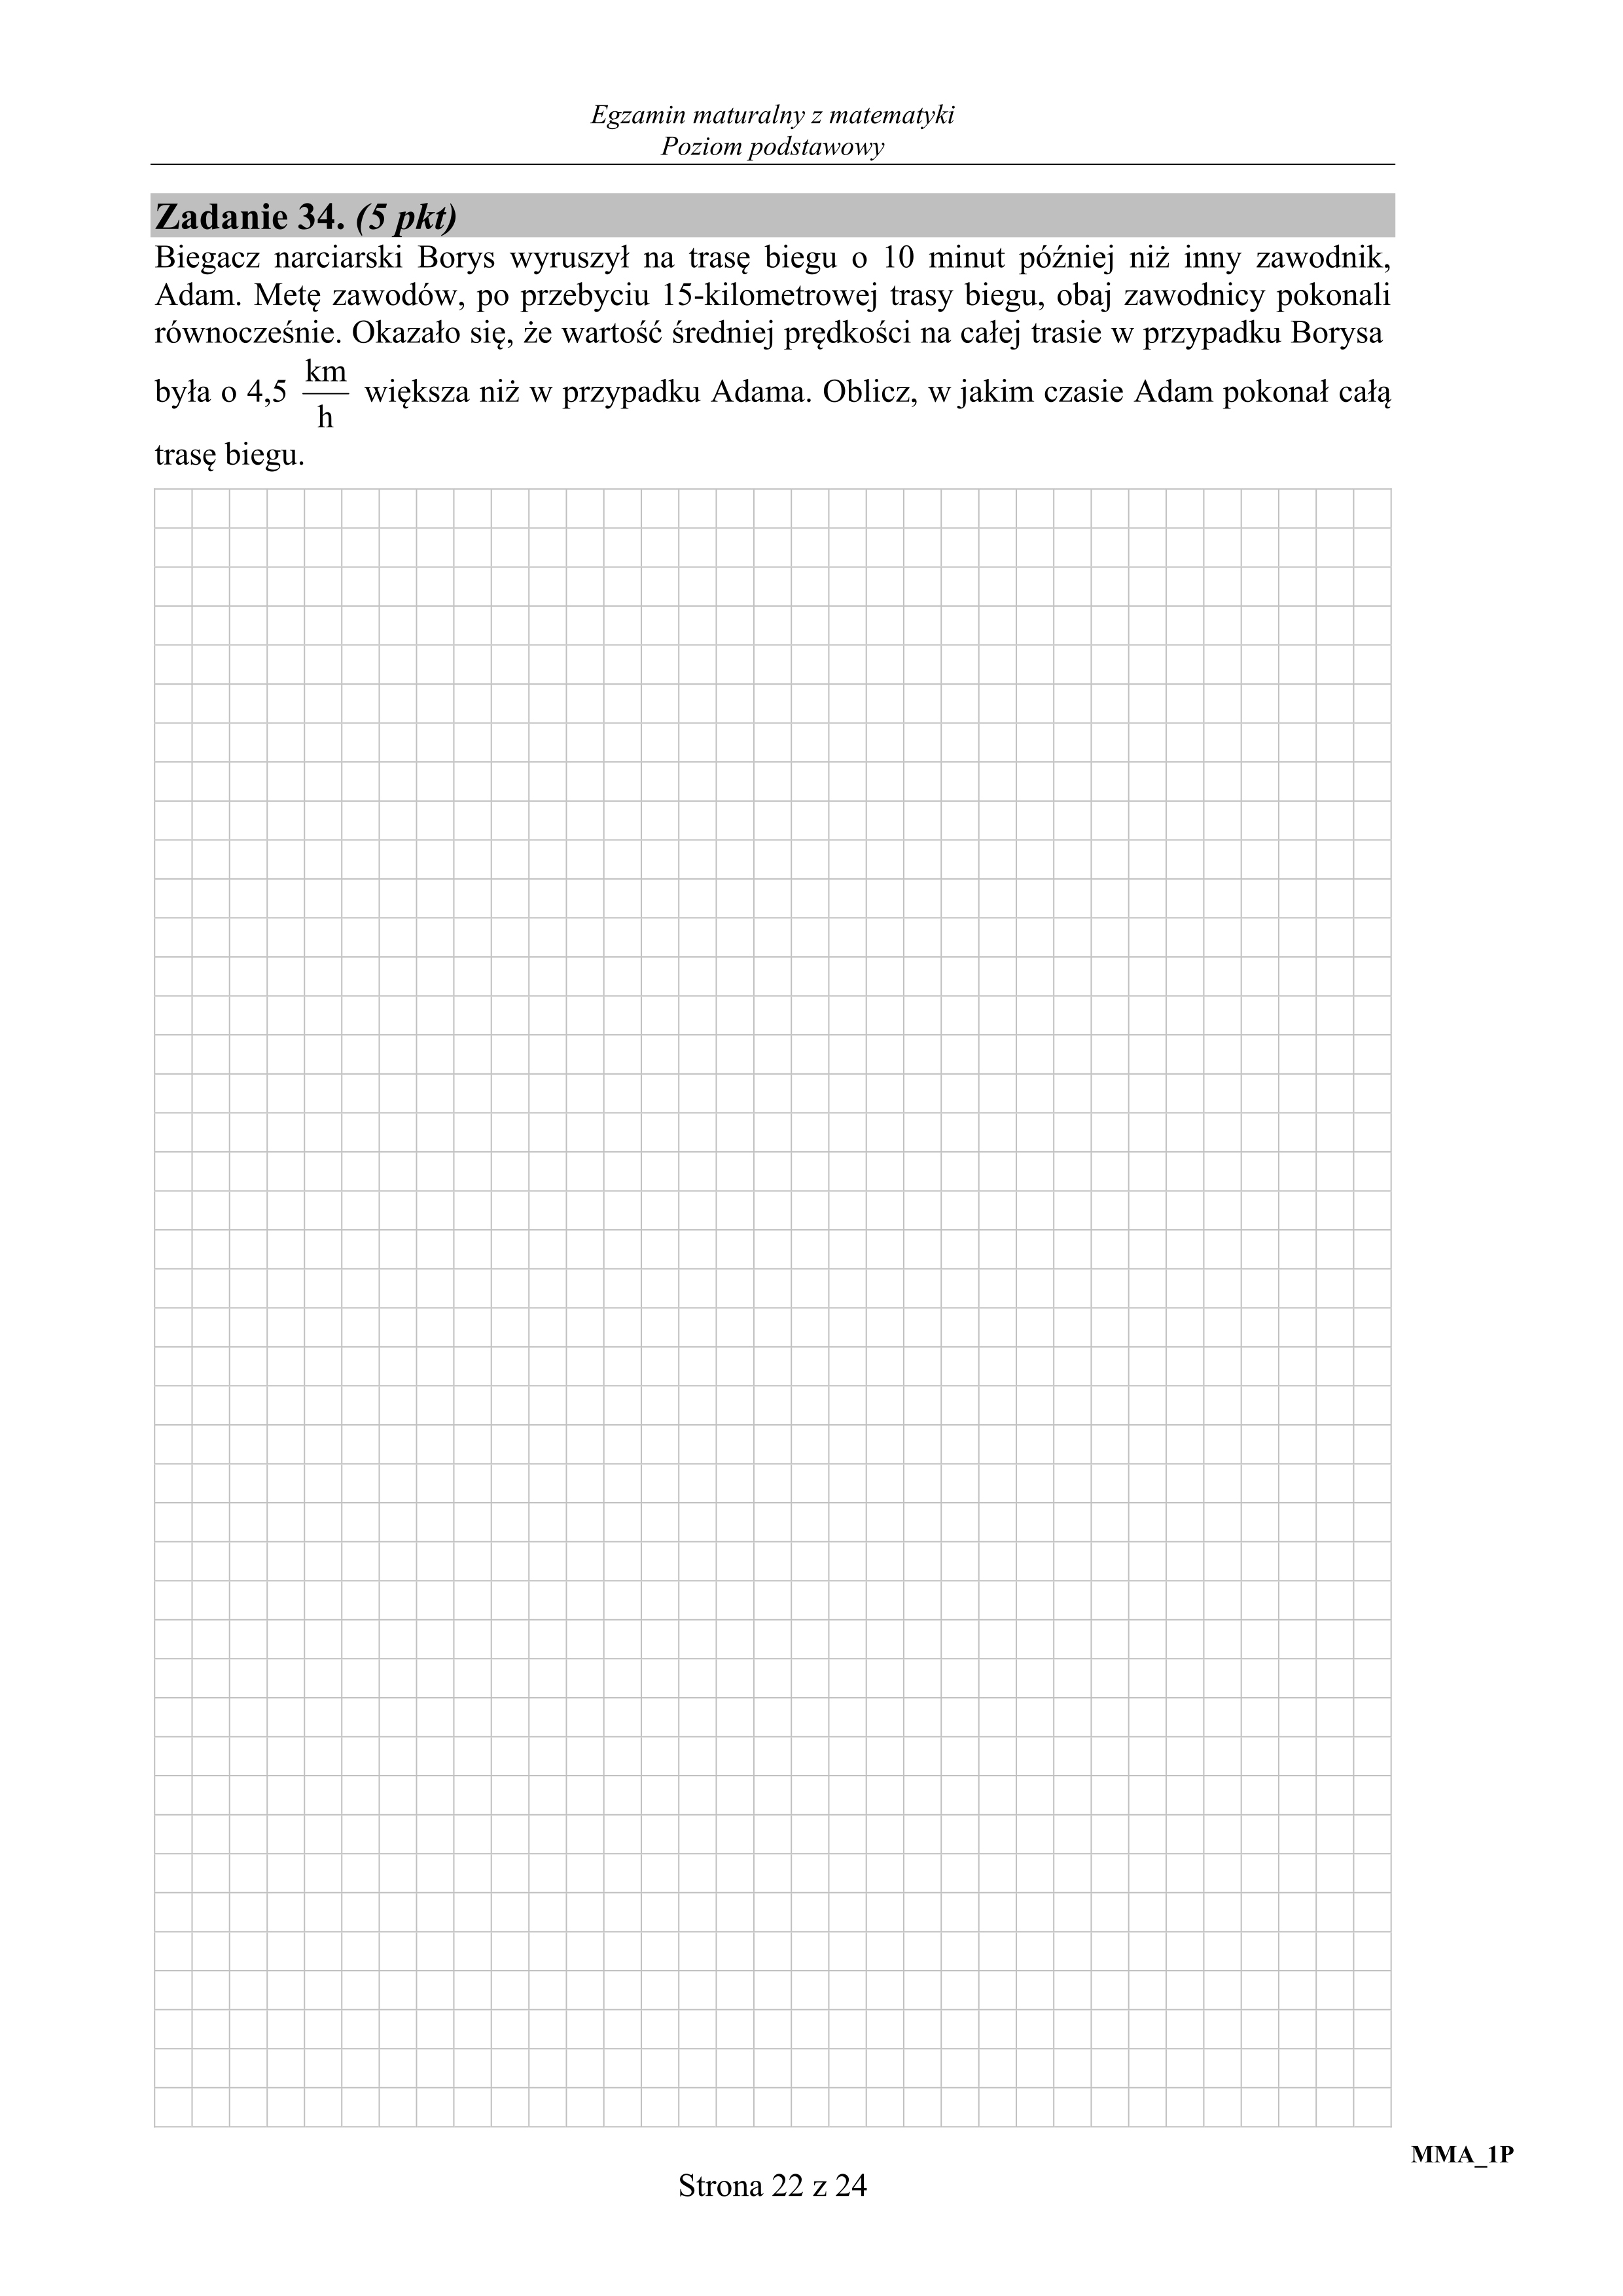 Egzamin maturalny z matematyki
Poziom podstawowy
Zadanie 34. (5 pkt)
Biegacz narciarski Borys wyruszył na trasę biegu o 10 minut później niż inny zawodnik,
Adam. Metę zawodów, po przebyciu 15-kilometrowej trasy biegu, obaj zawodnicy pokonali
równocześnie. Okazało się, że wartość średniej prędkości na całej trasie w przypadku Borysa
była o 4,5 km/h większa niż w przypadku Adama. Oblicz, w jakim czasie Adam pokonał całą
trasę biegu.
MMA_1P
Strona 22 z 24